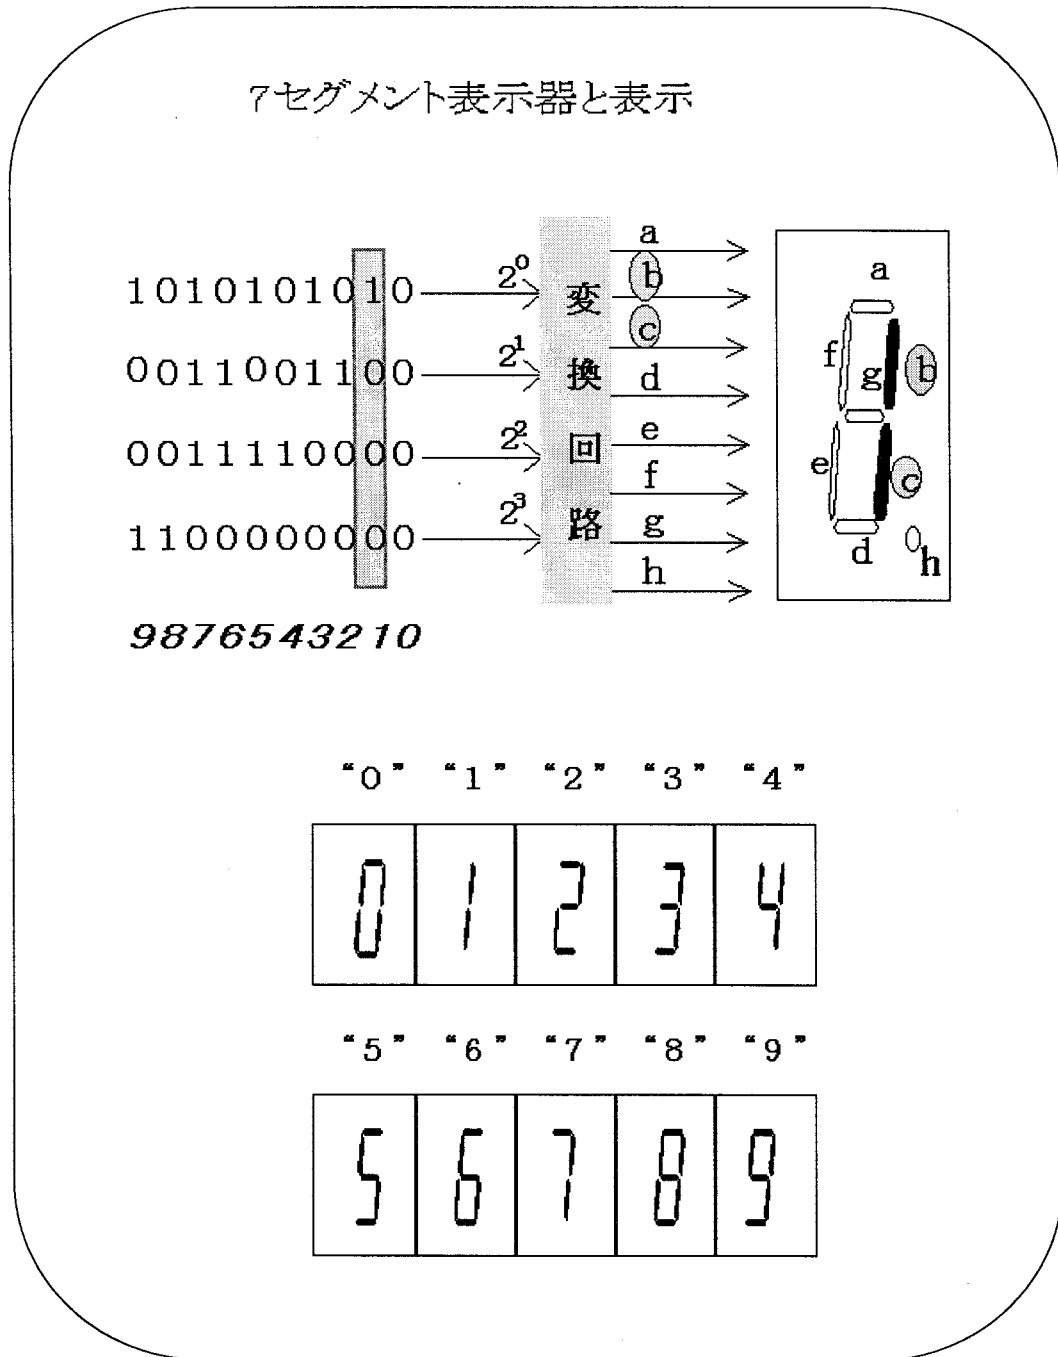 7セグメント表示器と表示
1010101010 2⁰
0011001100 2¹
0011110000 2²
1100000000 2³
9876543210
変換回路
a
b
c
d
e
f
g
h
a
f
g
b
e
c
d
h
“0” “1” “2” “3” “4”
0 1 2 3 4
“5” “6” “7” “8” “9”
5 6 7 8 9